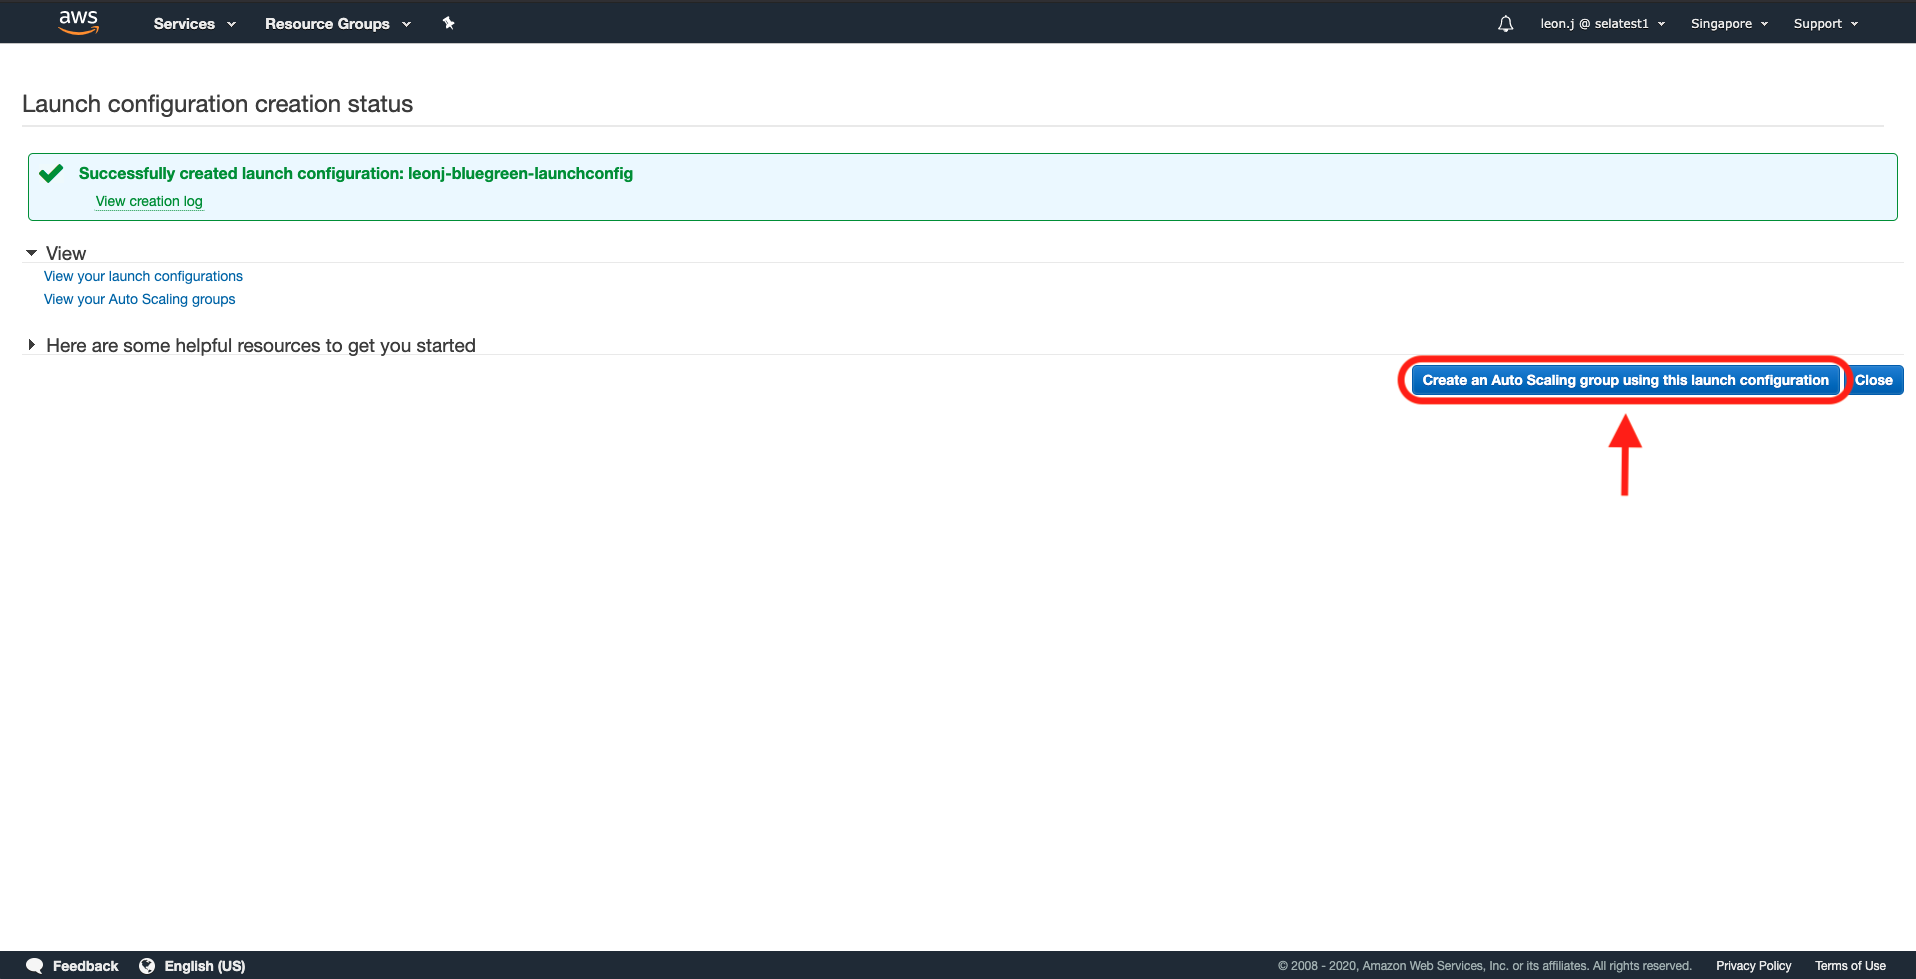 aws Services Resource Groups leon.j @ selatest1 Singapore Support
Launch configuration creation status
Successfully created launch configuration: leonj-bluegreen-launchconfig
View creation log
View
View your launch configurations
View your Auto Scaling groups
Here are some helpful resources to get you started
Create an Auto Scaling group using this launch configuration Close
Feedback English (US) © 2008 - 2020, Amazon Web Services, Inc. or its affiliates. All rights reserved. Privacy Policy Terms of Use